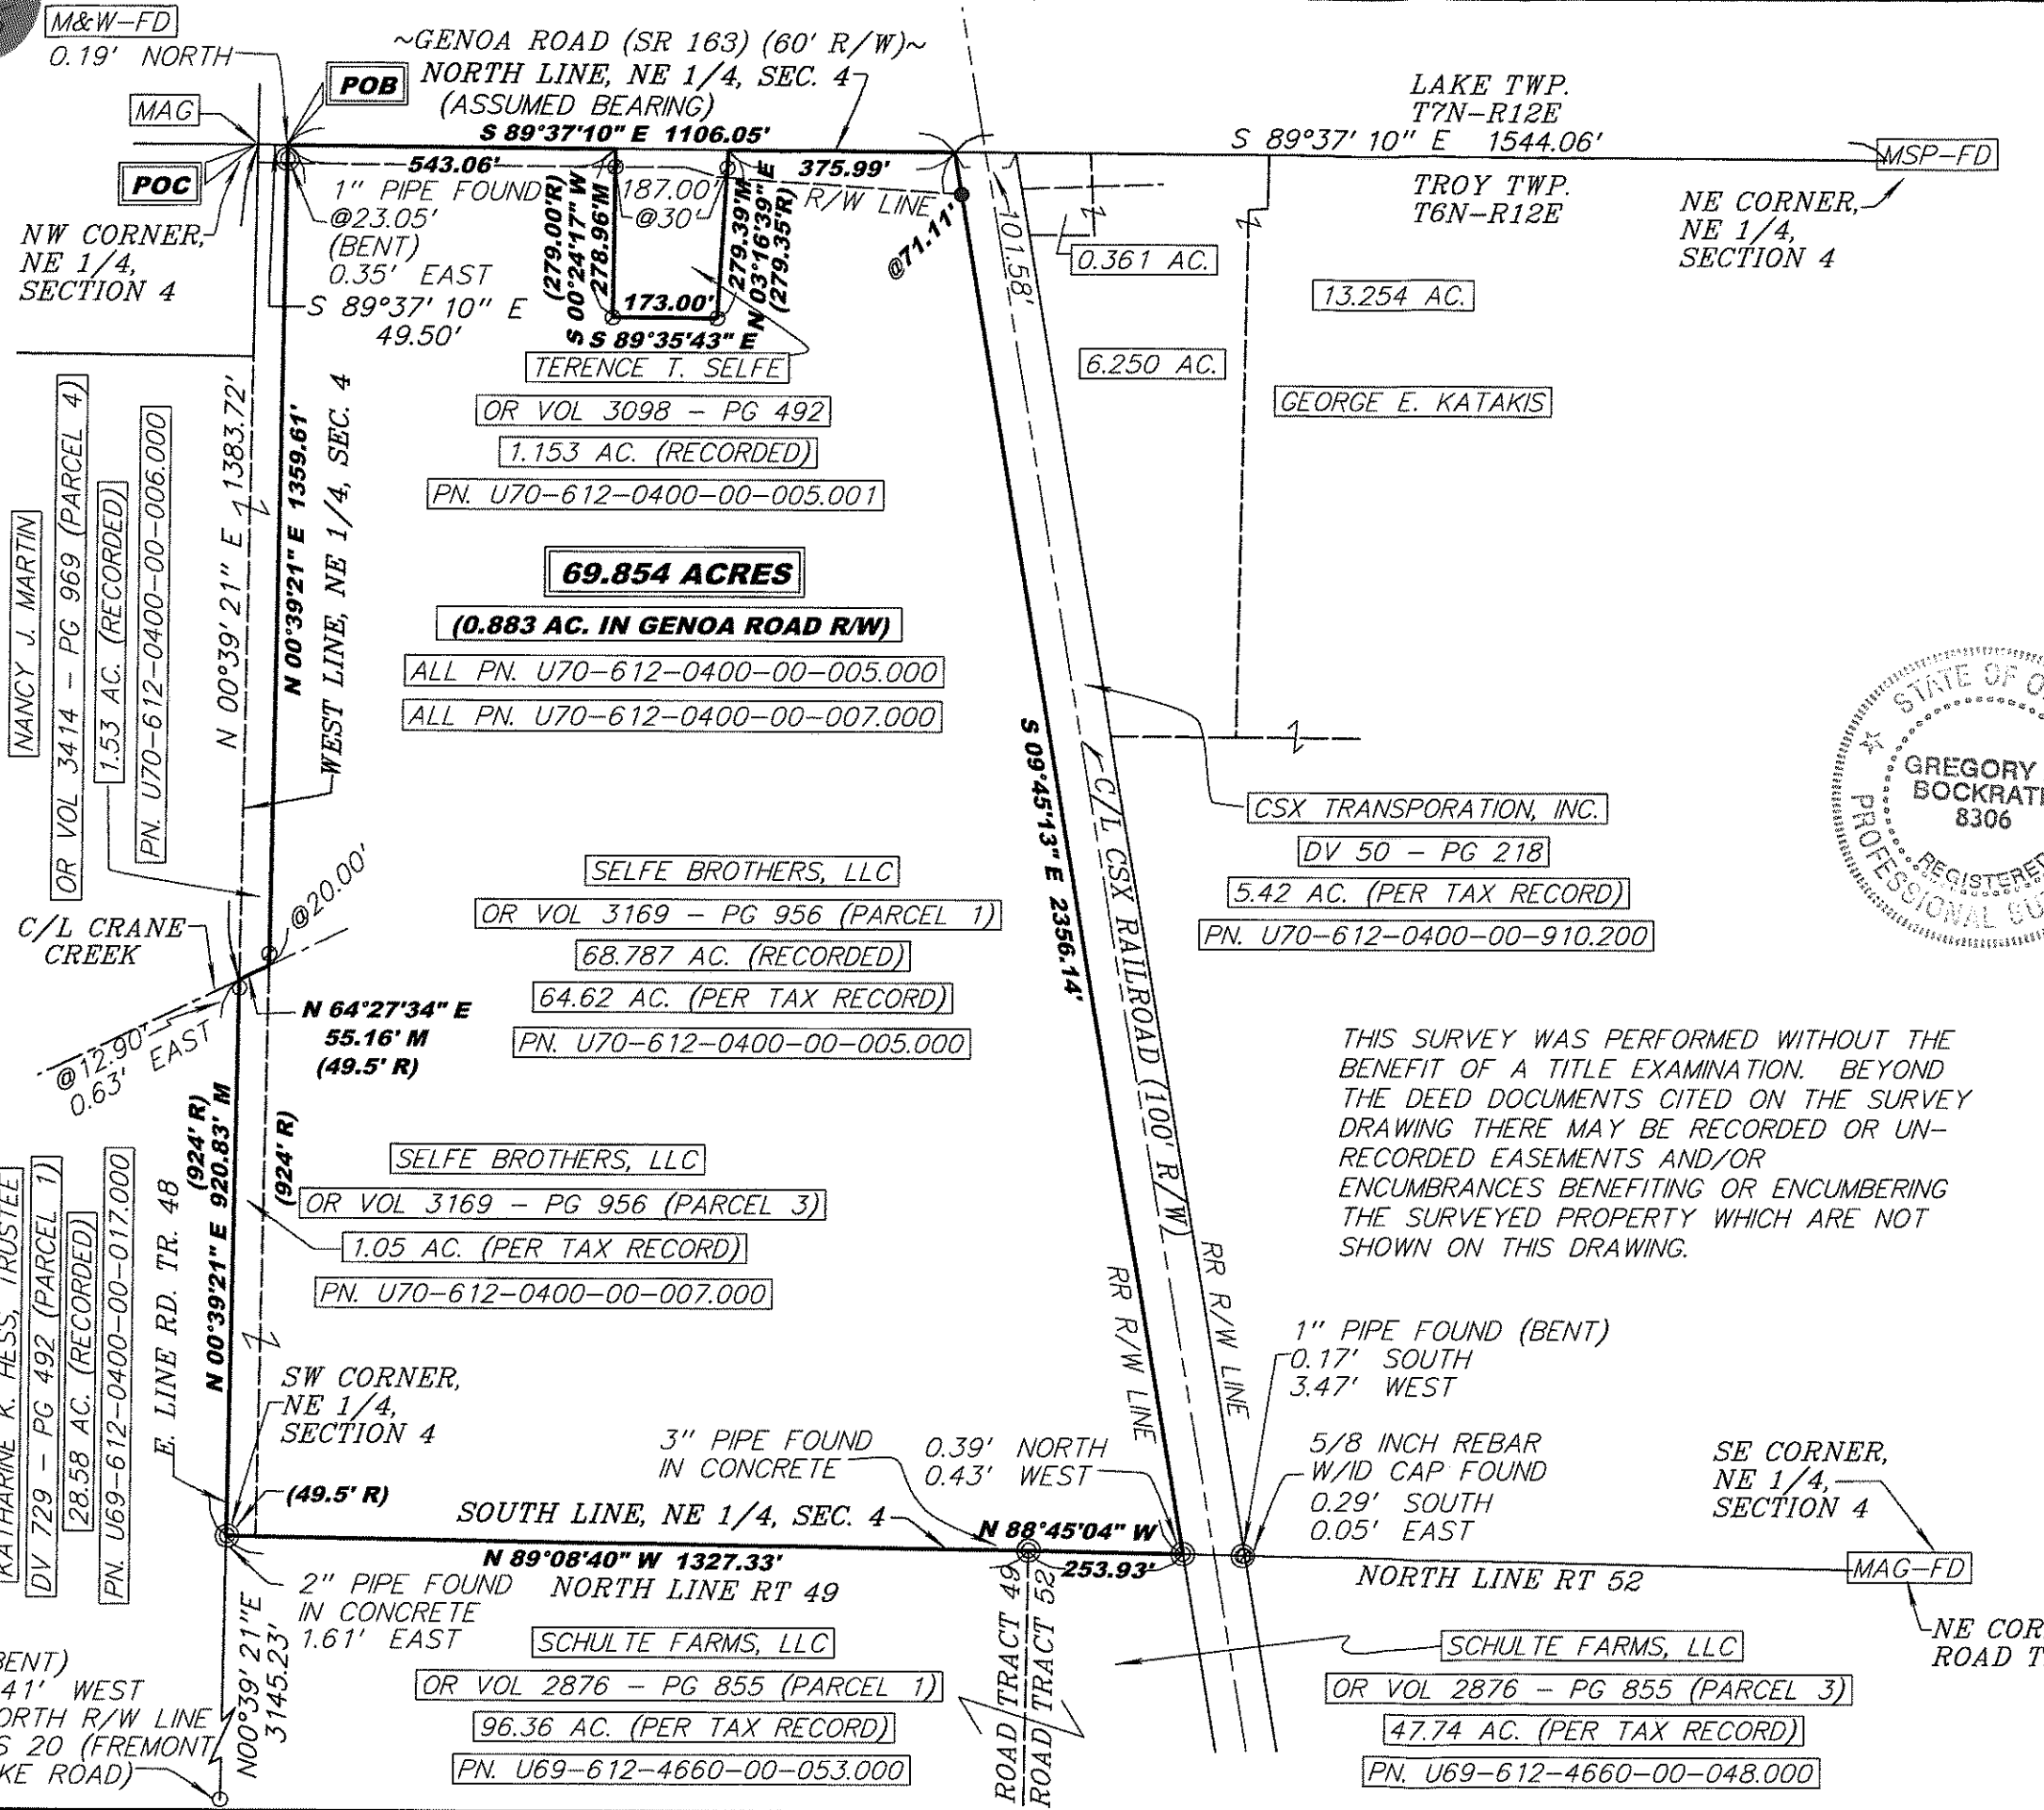 M&W-FD
0.19' NORTH
~GENOA ROAD (SR 163) (60' R/W)~
POB
NORTH LINE, NE 1/4, SEC. 4
(ASSUMED BEARING)
MAG
S 89°37'10" E 1106.05'
POC
543.06'
375.99'
1" PIPE FOUND
@23.05'
(BENT)
0.35' EAST
187.00'
@30'
R/W LINE
NW CORNER,
NE 1/4,
SECTION 4
S 89°37'10" E
49.50'
(279.00'R)
S 00°24'17" W
278.96'M
173.00'
S 89°35'43" E
279.39'M
N 03°16'39" E
(279.35'R)
@71.11'
101.58'
LAKE TWP.
T7N-R12E
S 89°37'10" E 1544.06'
MSP-FD
TROY TWP.
T6N-R12E
NE CORNER,
NE 1/4,
SECTION 4
0.361 AC.
13.254 AC.
6.250 AC.
GEORGE E. KATAKIS
TERENCE T. SELFE
OR VOL 3098 - PG 492
1.153 AC. (RECORDED)
PN. U70-612-0400-00-005.001
69.854 ACRES
(0.883 AC. IN GENOA ROAD R/W)
ALL PN. U70-612-0400-00-005.000
ALL PN. U70-612-0400-00-007.000
NANCY J. MARTIN
OR VOL 3414 - PG 969 (PARCEL 4)
1.53 AC. (RECORDED)
PN. U70-612-0400-00-006.000
N 00°39'21" E 1383.72'
N 00°39'21" E 1359.61'
WEST LINE, NE 1/4, SEC. 4
S 09°45'13" E 2356.14'
C/L CSX RAILROAD (100' R/W)
CSX TRANSPORATION, INC.
DV 50 - PG 218
5.42 AC. (PER TAX RECORD)
PN. U70-612-0400-00-910.200
STATE OF
GREGORY
8306
REGISTERED
PROFESSIONAL
SELFE BROTHERS, LLC
OR VOL 3169 - PG 956 (PARCEL 1)
68.787 AC. (RECORDED)
64.62 AC. (PER TAX RECORD)
PN. U70-612-0400-00-005.000
C/L CRANE
CREEK
@20.00'
@12.90'
0.63' EAST
N 64°27'34" E
55.16' M
(49.5' R)
THIS SURVEY WAS PERFORMED WITHOUT THE
BENEFIT OF A TITLE EXAMINATION. BEYOND
THE DEED DOCUMENTS CITED ON THE SURVEY
DRAWING THERE MAY BE RECORDED OR UN-
RECORDED EASEMENTS AND/OR
ENCUMBRANCES BENEFITING OR ENCUMBERING
THE SURVEYED PROPERTY WHICH ARE NOT
SHOWN ON THIS DRAWING.
KATHARINE K. HESS, TRUSTEE
DV 729 - PG 492 (PARCEL 1)
28.58 AC. (RECORDED)
PN. U69-612-0400-00-017.000
E. LINE RD. TR. 48
(924' R)
N 00°39'21" E 920.83' M
(924' R)
SELFE BROTHERS, LLC
OR VOL 3169 - PG 956 (PARCEL 3)
1.05 AC. (PER TAX RECORD)
PN. U70-612-0400-00-007.000
RR R/W LINE
RR R/W LINE
SW CORNER,
NE 1/4,
SECTION 4
(49.5' R)
3" PIPE FOUND
IN CONCRETE
0.39' NORTH
0.43' WEST
1" PIPE FOUND (BENT)
0.17' SOUTH
3.47' WEST
5/8 INCH REBAR
W/ID CAP FOUND
0.29' SOUTH
0.05' EAST
SE CORNER,
NE 1/4,
SECTION 4
SOUTH LINE, NE 1/4, SEC. 4
N 88°45'04" W
253.93'
N 89°08'40" W 1327.33'
NORTH LINE RT 49
NORTH LINE RT 52
MAG-FD
2" PIPE FOUND
IN CONCRETE
1.61' EAST
N00°39'21"E
3145.23'
SCHULTE FARMS, LLC
OR VOL 2876 - PG 855 (PARCEL 1)
96.36 AC. (PER TAX RECORD)
PN. U69-612-4660-00-053.000
ROAD TRACT 49
ROAD TRACT 52
SCHULTE FARMS, LLC
OR VOL 2876 - PG 855 (PARCEL 3)
47.74 AC. (PER TAX RECORD)
PN. U69-612-4660-00-048.000
NE COR
ROAD T
BENT)
41' WEST
ORTH R/W LINE
S 20 (FREMONT
KE ROAD)